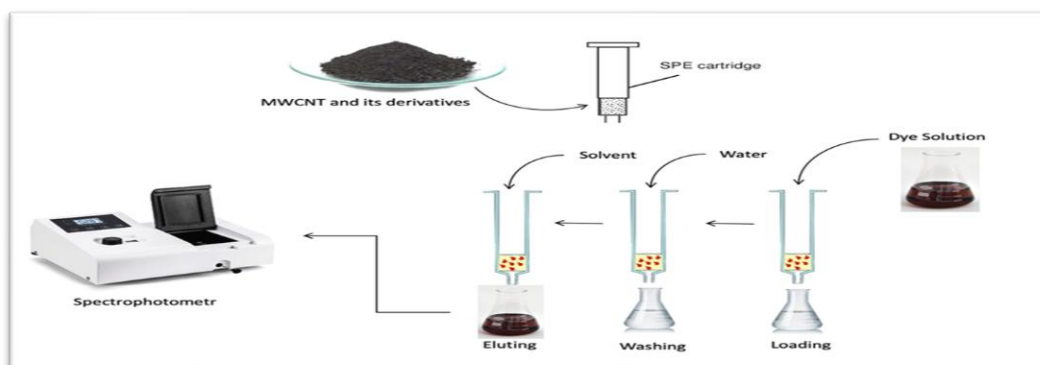 SPE cartridge
MWCNT and its derivatives
Dye Solution
Solvent
Water
Spectrophotometr
Eluting
Washing
Loading